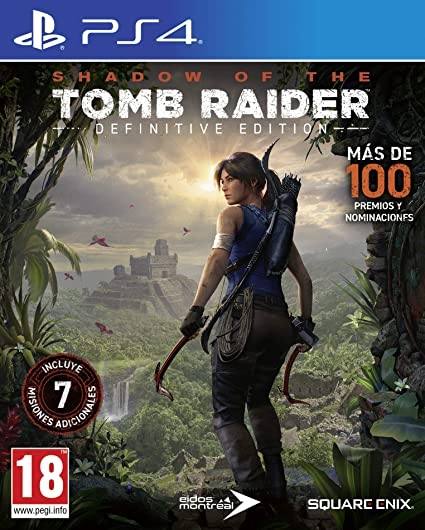 PS4
SHADOW OF THE
TOMB RAIDER
DEFINITIVE EDITION
MÁS DE
100
PREMIOS Y
NOMINACIONES
INCLUYE
7
MISIONES ADICIONALES
18
TM
www.pegi.info
eidos
montréal
SQUARE ENIX